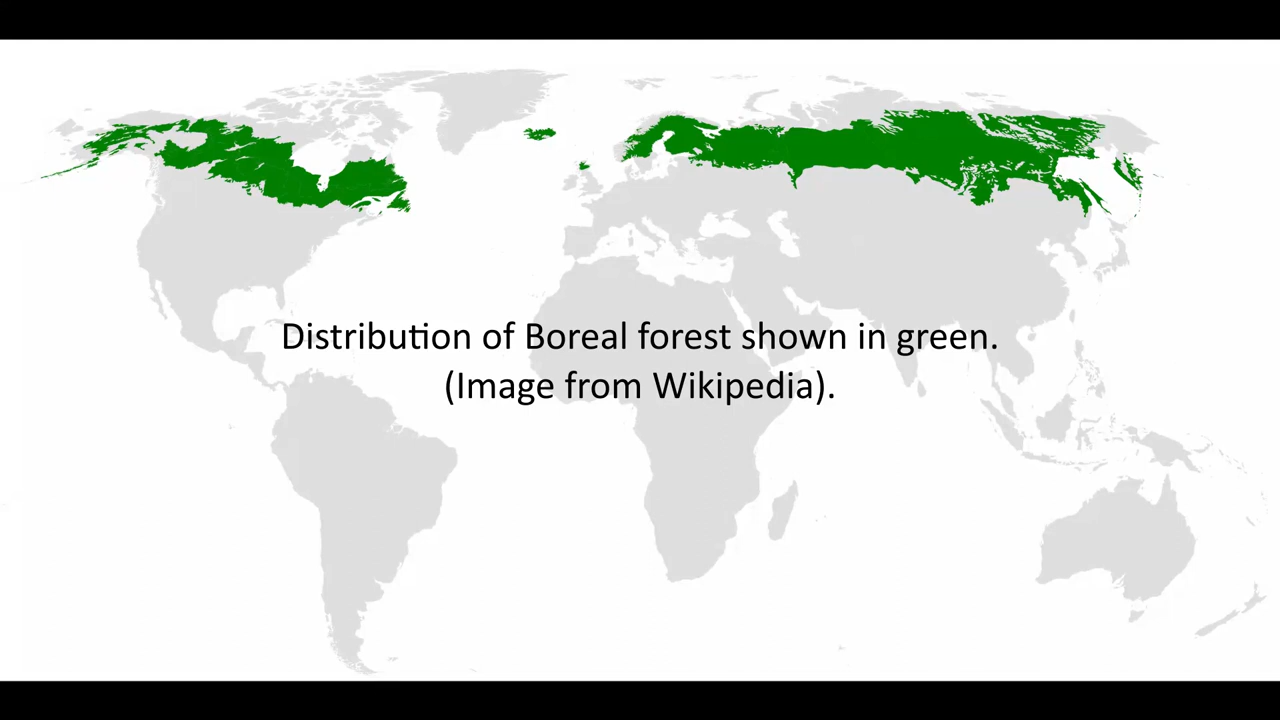 Distribution of Boreal forest shown in green.
(Image from Wikipedia).